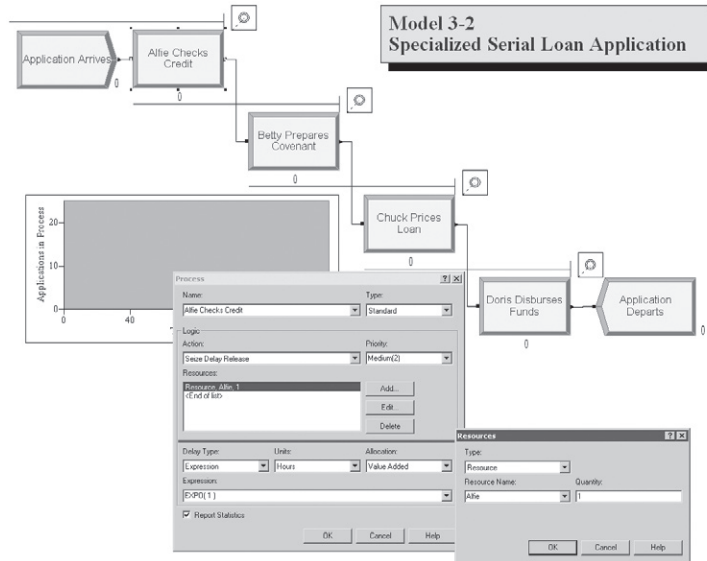 Model 3-2
Specialized Serial Loan Application
Application Arrives
0
Alfie Checks
Credit
0
Betty Prepares
Covenant
0
Chuck Prices
Loan
0
Doris Disburses
Funds
0
Application
Departs
0
Applications in Process
20
10
0
0
40
Process
Name:
Type:
Alfie Checks Credit
Standard
Logic
Action:
Priority:
Seize Delay Release
Medium(2)
Resources:
Resource, Alfie, 1
<End of list>
Add...
Edit...
Delete
Delay Type:
Units:
Allocation:
Expression
Hours
Value Added
Expression:
EXPO( 1 )
Report Statistics
OK
Cancel
Help
Resources
Type:
Resource
Resource Name:
Quantity:
Alfie
1
OK
Cancel
Help